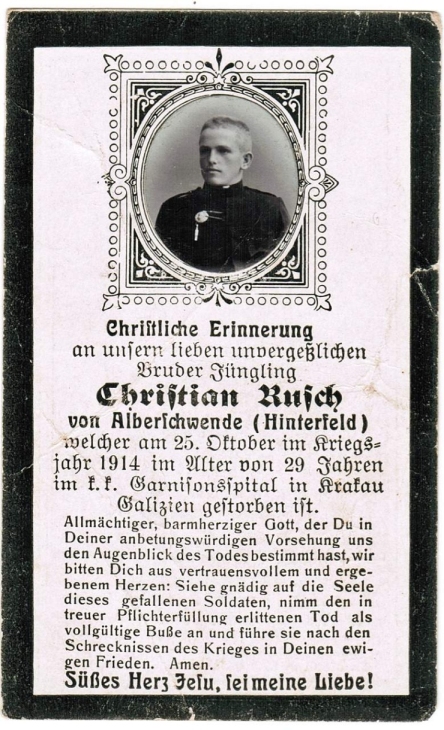 Christliche Erinnerung
an unsern lieben unvergeßlichen
Bruder Jüngling
Christian Rusch
von Alberschwende (Hinterfeld)
welcher am 25. Oktober im Kriegs-
jahr 1914 im Alter von 29 Jahren
im k. k. Garnisonsspital in Krakau
Galizien gestorben ist.
Allmächtiger, barmherziger Gott, der Du in
Deiner anbetungswürdigen Vorsehung uns
den Augenblick des Todes bestimmt hast, wir
bitten Dich aus vertrauensvollem und erge-
benem Herzen: Siehe gnädig auf die Seele
dieses gefallenen Soldaten, nimm den in
treuer Pflichterfüllung erlittenen Tod als
vollgültige Buße an und führe sie nach den
Schrecknissen des Krieges in Deinen ewi-
gen Frieden. Amen.
Süßes Herz Jesu, sei meine Liebe!